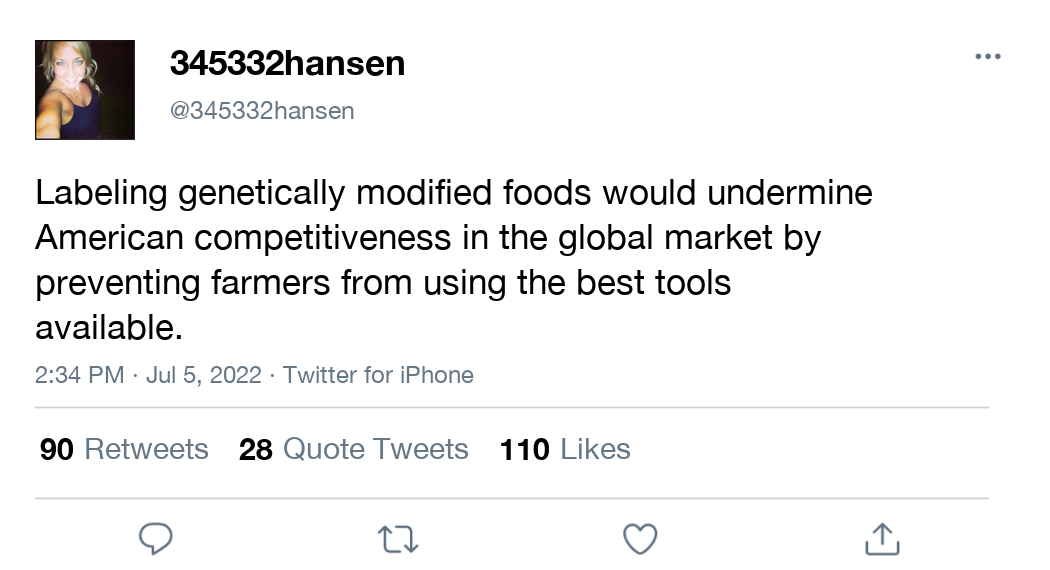 345332hansen
@345332hansen
Labeling genetically modified foods would undermine
American competitiveness in the global market by
preventing farmers from using the best tools
available.
2:34 PM · Jul 5, 2022 · Twitter for iPhone
90 Retweets 28 Quote Tweets 110 Likes